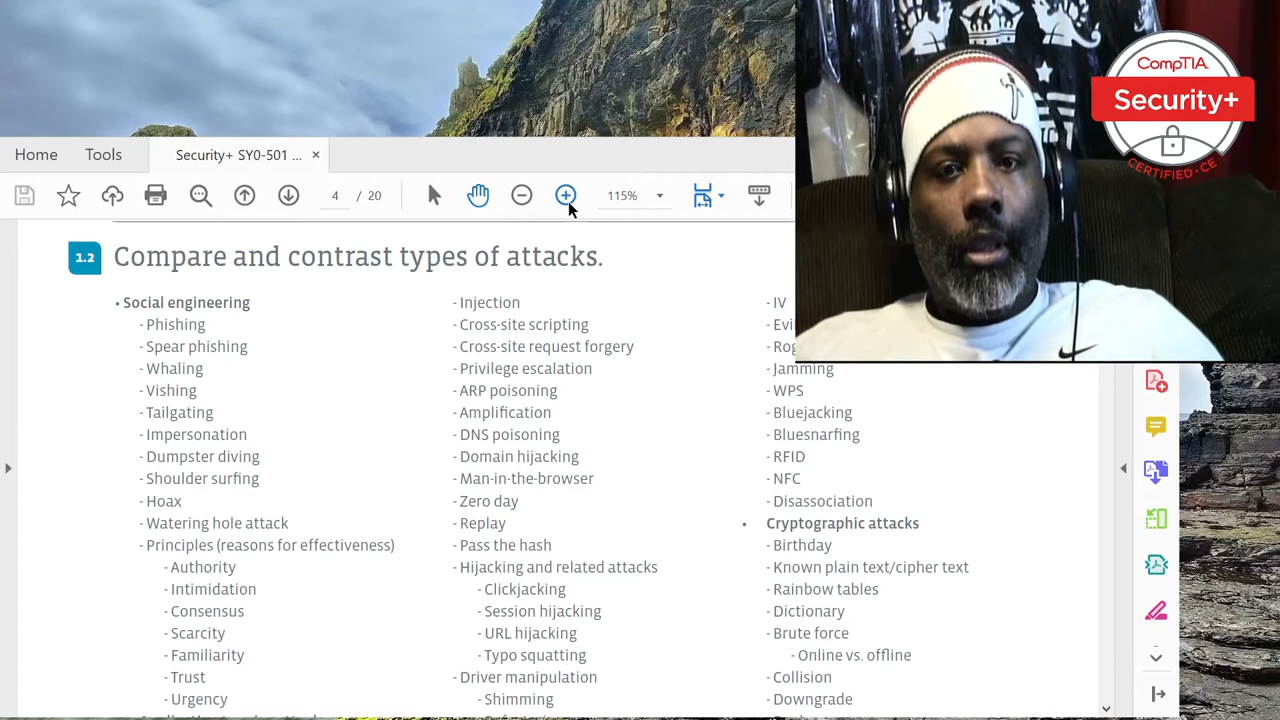 CompTIA
Security+
CERTIFIED•CE
Home
Tools
Security+ SY0-501 ...
4 / 20
115%
1.2
Compare and contrast types of attacks.
• Social engineering
- Phishing
- Spear phishing
- Whaling
- Vishing
- Tailgating
- Impersonation
- Dumpster diving
- Shoulder surfing
- Hoax
- Watering hole attack
- Principles (reasons for effectiveness)
- Authority
- Intimidation
- Consensus
- Scarcity
- Familiarity
- Trust
- Urgency
- Injection
- Cross-site scripting
- Cross-site request forgery
- Privilege escalation
- ARP poisoning
- Amplification
- DNS poisoning
- Domain hijacking
- Man-in-the-browser
- Zero day
- Replay
- Pass the hash
- Hijacking and related attacks
- Clickjacking
- Session hijacking
- URL hijacking
- Typo squatting
- Driver manipulation
- Shimming
- IV
- Jamming
- WPS
- Bluejacking
- Bluesnarfing
- RFID
- NFC
- Disassociation
• Cryptographic attacks
- Birthday
- Known plain text/cipher text
- Rainbow tables
- Dictionary
- Brute force
- Online vs. offline
- Collision
- Downgrade